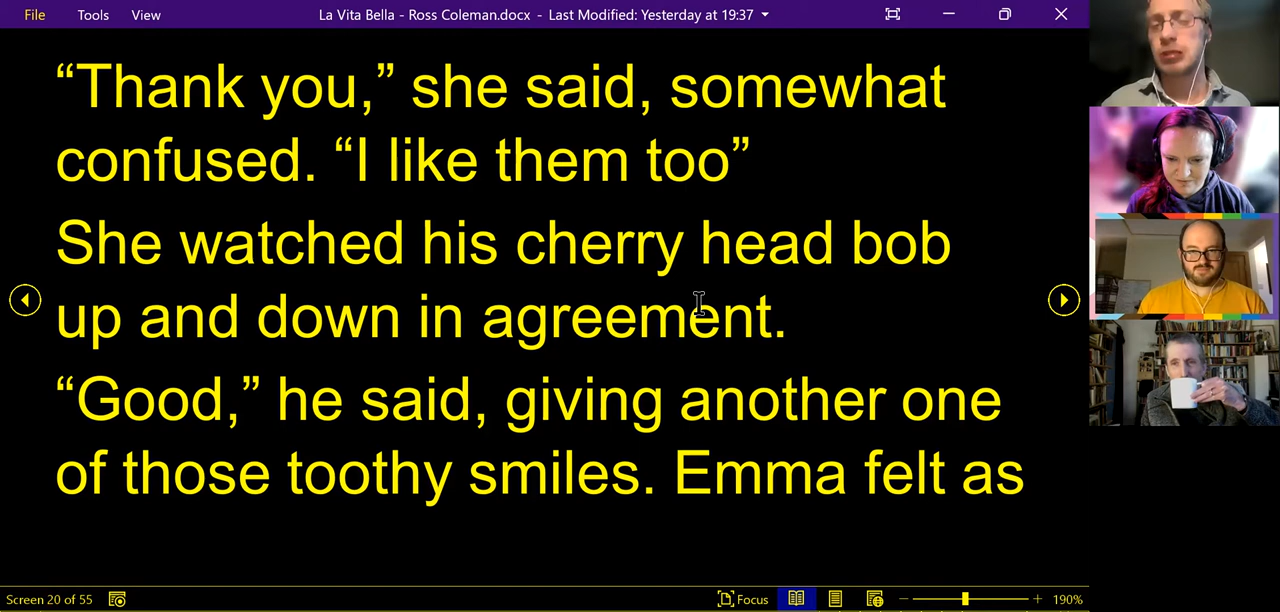 File Tools View La Vita Bella - Ross Coleman.docx - Last Modified: Yesterday at 19:37
“Thank you,” she said, somewhat
confused. “I like them too”
She watched his cherry head bob
up and down in agreement.
“Good,” he said, giving another one
of those toothy smiles. Emma felt as
Screen 20 of 55 Focus 190%